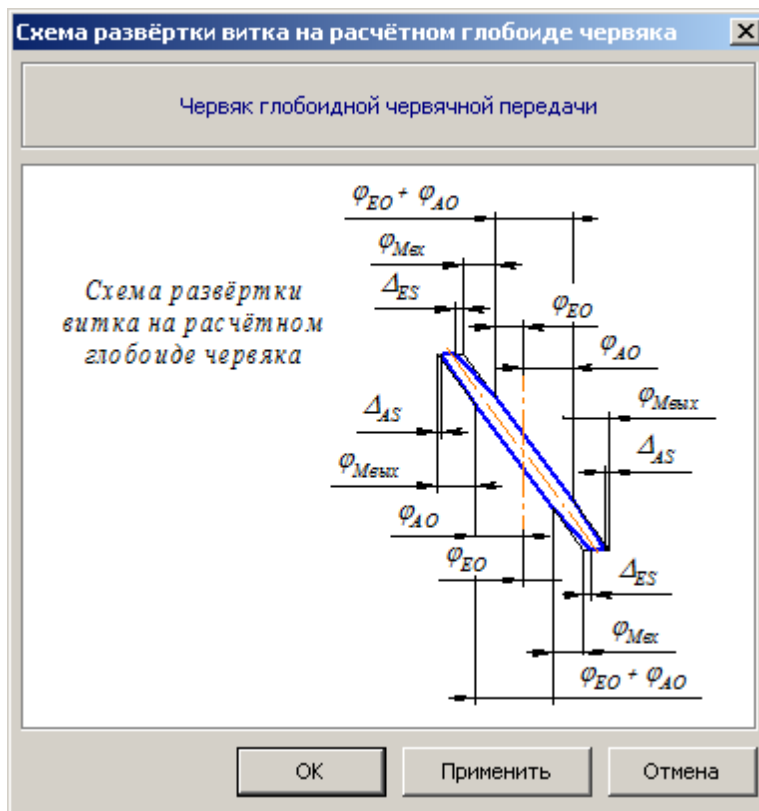 Схема развёртки витка на расчётном глобоиде червяка
Червяк глобоидной червячной передачи
φEO + φAO
φMвх
ΔES
φEO
φAO
Схема развёртки
витка на расчётном
глобоиде червяка
φMвых
ΔAS
ΔAS
φMвых
φAO
φEO
ΔES
φMвх
φEO + φAO
ОК
Применить
Отмена